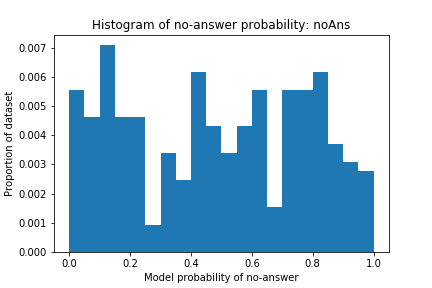 Histogram of no-answer probability: noAns
Proportion of dataset
0.007
0.006
0.005
0.004
0.003
0.002
0.001
0.000
0.0 0.2 0.4 0.6 0.8 1.0
Model probability of no-answer